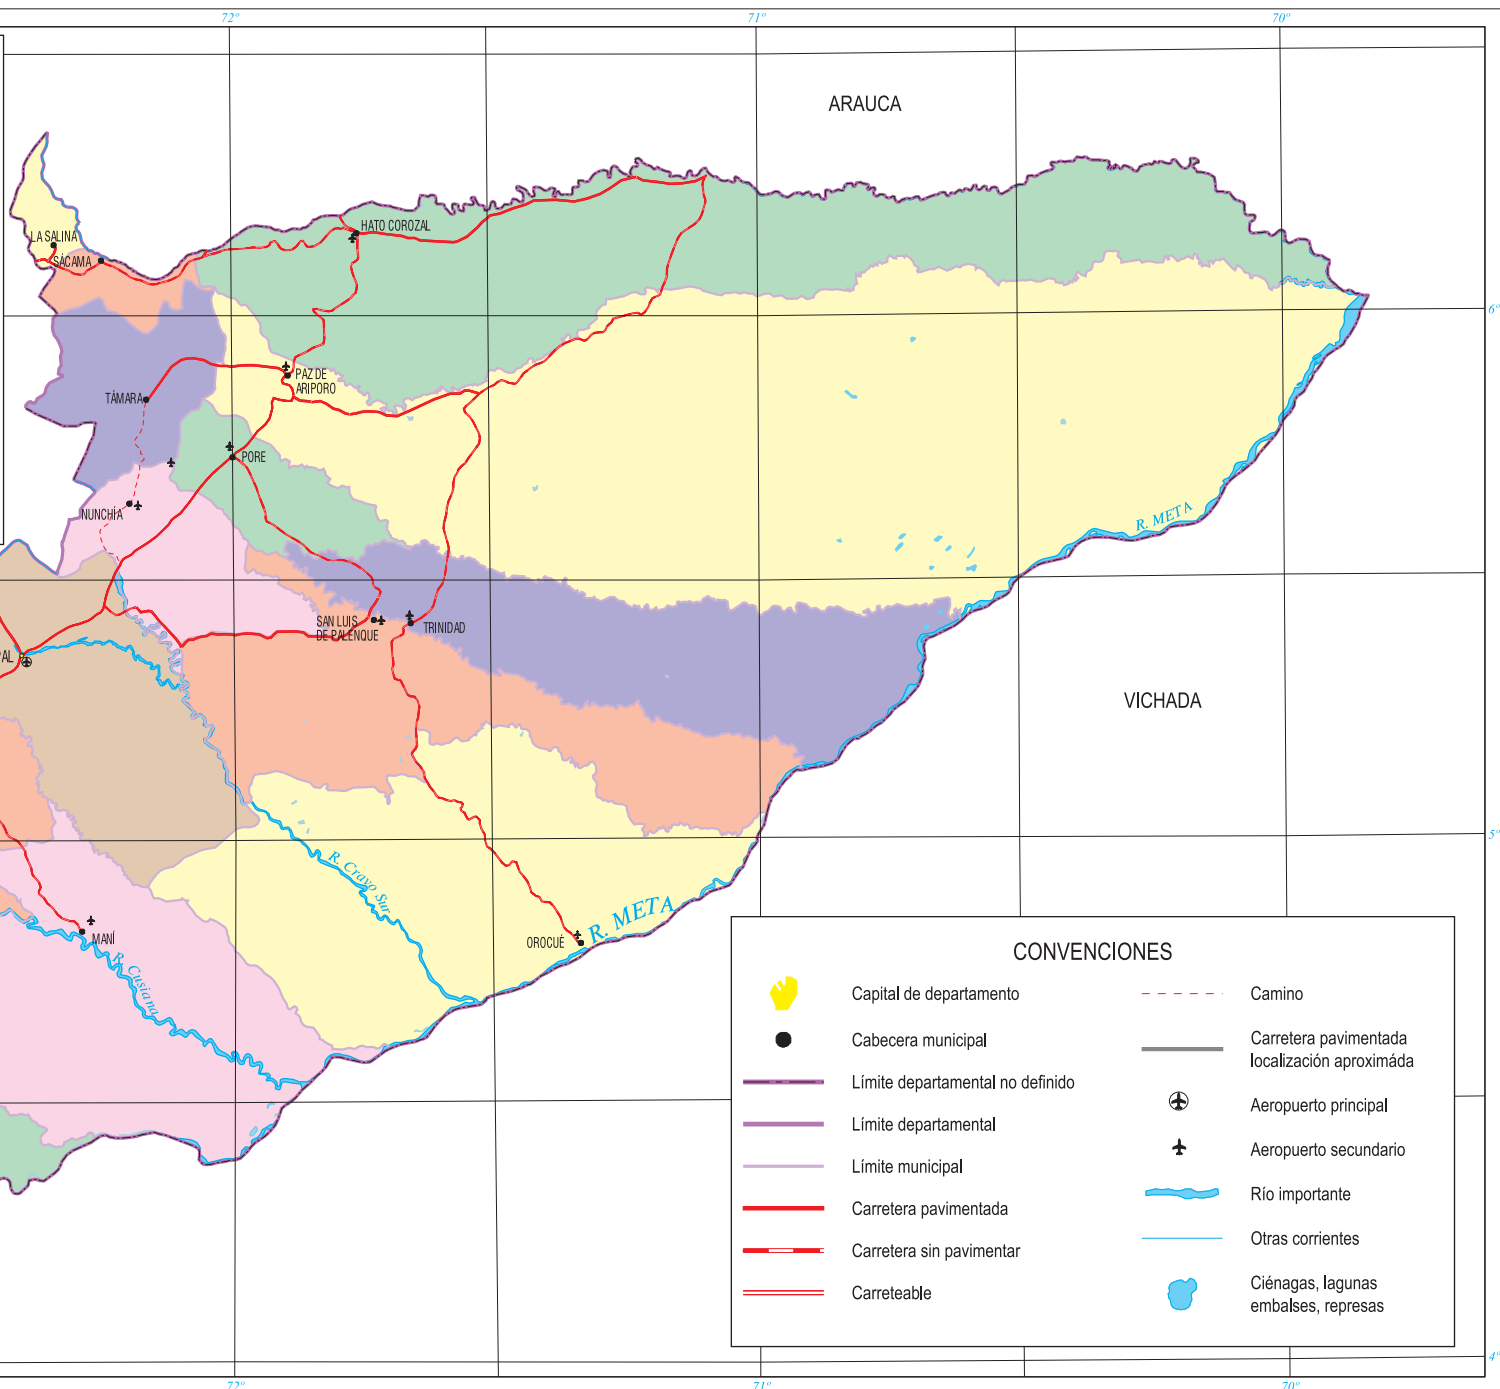 72°
71°
70°
ARAUCA
HATO COROZAL
LA SALINA
SÁCAMA
6°
PAZ DE
ARIPORO
TÁMARA
PORE
NUNCHÍA
R. META
SAN LUIS
DE PALENQUE
TRINIDAD
PAL
VICHADA
5°
R. Cravo Sur
R. META
OROCUÉ
MANÍ
R. Cusiana
CONVENCIONES
Capital de departamento
Cabecera municipal
Límite departamental no definido
Límite departamental
Límite municipal
Carretera pavimentada
Carretera sin pavimentar
Carreteable
Camino
Carretera pavimentada
localización aproximáda
Aeropuerto principal
Aeropuerto secundario
Río importante
Otras corrientes
Ciénagas, lagunas
embalses, represas
4°
72°
71°
70°